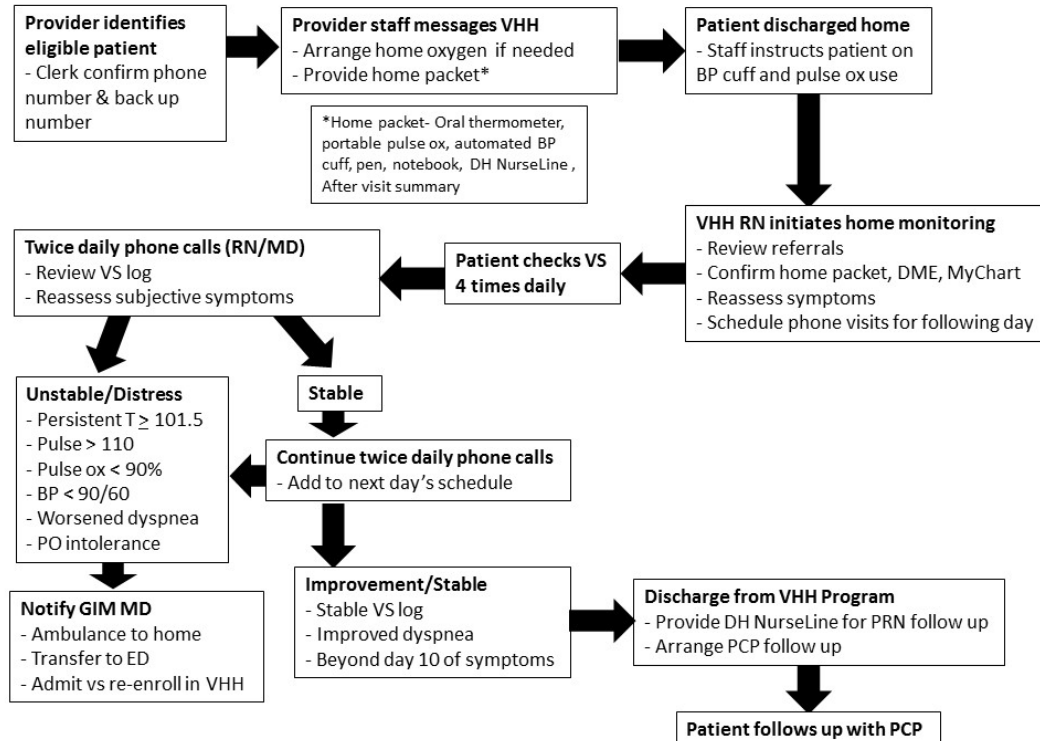 Provider identifies
eligible patient
- Clerk confirm phone
number & back up
number
Provider staff messages VHH
- Arrange home oxygen if needed
- Provide home packet*
Patient discharged home
- Staff instructs patient on
BP cuff and pulse ox use
*Home packet- Oral thermometer,
portable pulse ox, automated BP
cuff, pen, notebook, DH NurseLine ,
After visit summary
VHH RN initiates home monitoring
- Review referrals
- Confirm home packet, DME, MyChart
- Reassess symptoms
- Schedule phone visits for following day
Patient checks VS
4 times daily
Twice daily phone calls (RN/MD)
- Review VS log
- Reassess subjective symptoms
Unstable/Distress
- Persistent T ≥ 101.5
- Pulse > 110
- Pulse ox < 90%
- BP < 90/60
- Worsened dyspnea
- PO intolerance
Stable
Continue twice daily phone calls
- Add to next day's schedule
Notify GIM MD
- Ambulance to home
- Transfer to ED
- Admit vs re-enroll in VHH
Improvement/Stable
- Stable VS log
- Improved dyspnea
- Beyond day 10 of symptoms
Discharge from VHH Program
- Provide DH NurseLine for PRN follow up
- Arrange PCP follow up
Patient follows up with PCP